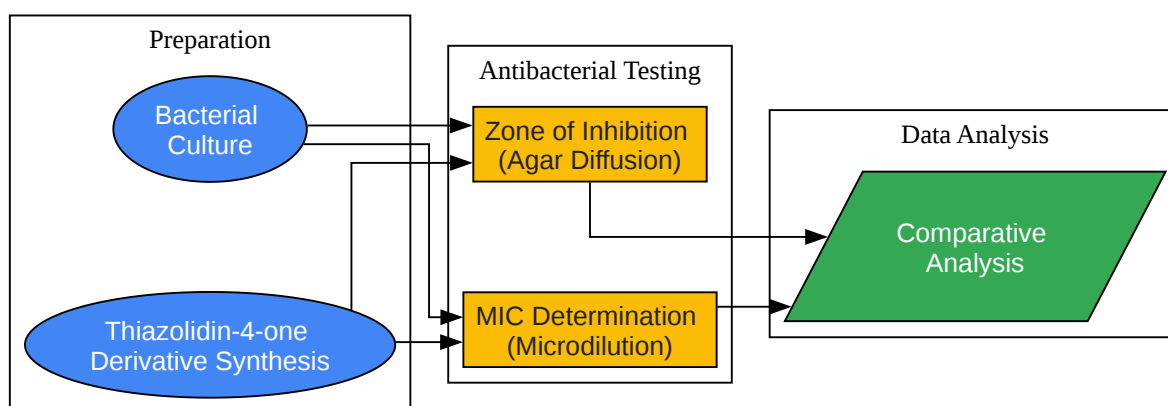 Preparation
Bacterial
Culture
Thiazolidin-4-one
Derivative Synthesis
Antibacterial Testing
Zone of Inhibition
(Agar Diffusion)
MIC Determination
(Microdilution)
Data Analysis
Comparative
Analysis